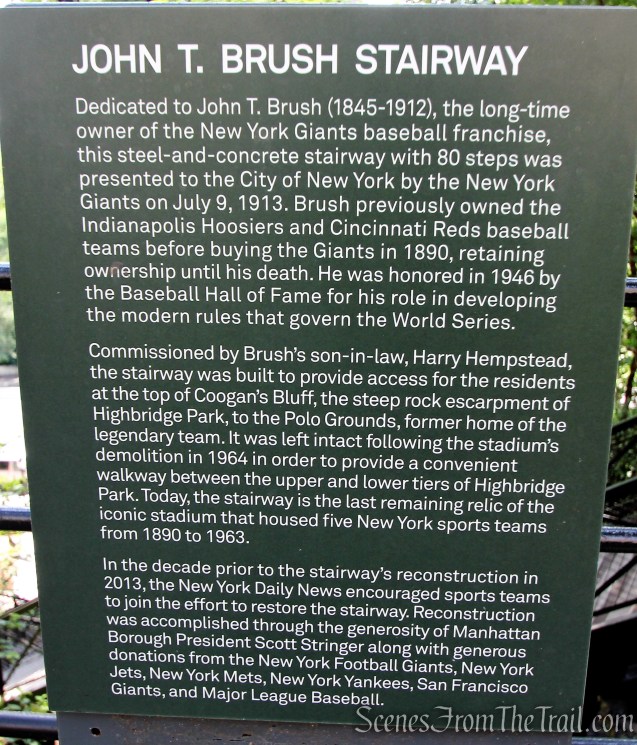 JOHN T. BRUSH STAIRWAY
Dedicated to John T. Brush (1845-1912), the long-time
owner of the New York Giants baseball franchise,
this steel-and-concrete stairway with 80 steps was
presented to the City of New York by the New York
Giants on July 9, 1913. Brush previously owned the
Indianapolis Hoosiers and Cincinnati Reds baseball
teams before buying the Giants in 1890, retaining
ownership until his death. He was honored in 1946 by
the Baseball Hall of Fame for his role in developing
the modern rules that govern the World Series.
Commissioned by Brush's son-in-law, Harry Hempstead,
the stairway was built to provide access for the residents
at the top of Coogan's Bluff, the steep rock escarpment of
Highbridge Park, to the Polo Grounds, former home of the
legendary team. It was left intact following the stadium's
demolition in 1964 in order to provide a convenient
walkway between the upper and lower tiers of Highbridge
Park. Today, the stairway is the last remaining relic of the
iconic stadium that housed five New York sports teams
from 1890 to 1963.
In the decade prior to the stairway's reconstruction in
2013, the New York Daily News encouraged sports teams
to join the effort to restore the stairway. Reconstruction
was accomplished through the generosity of Manhattan
Borough President Scott Stringer along with generous
donations from the New York Football Giants, New York
Jets, New York Mets, New York Yankees, San Francisco
Giants, and Major League Baseball.
ScenesFromTheTrail.com